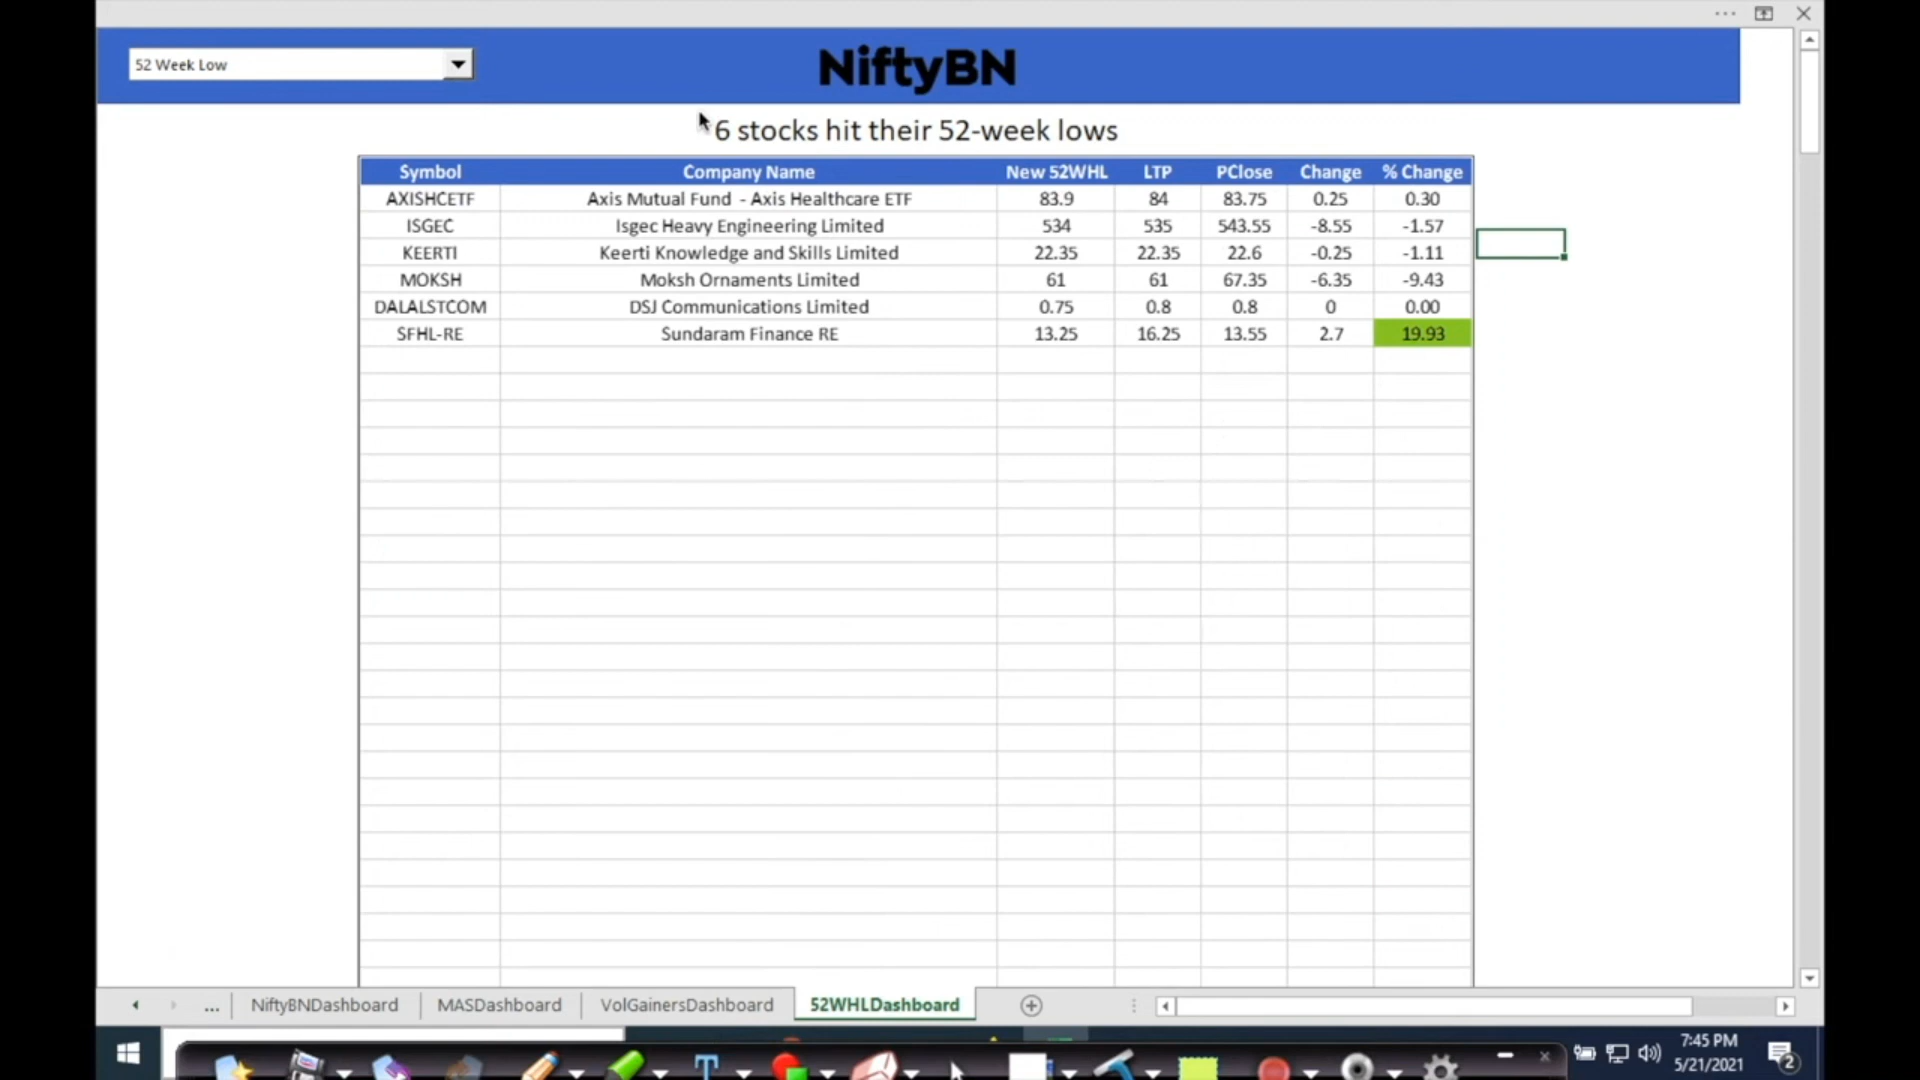 52 Week Low
NiftyBN
6 stocks hit their 52-week lows
Symbol Company Name New 52WHL LTP PClose Change % Change
AXISHCETF Axis Mutual Fund - Axis Healthcare ETF 83.9 84 83.75 0.25 0.30
ISGEC Isgec Heavy Engineering Limited 534 535 543.55 -8.55 -1.57
KEERTI Keerti Knowledge and Skills Limited 22.35 22.35 22.6 -0.25 -1.11
MOKSH Moksh Ornaments Limited 61 61 67.35 -6.35 -9.43
DALALSTCOM DSJ Communications Limited 0.75 0.8 0.8 0 0.00
SFHL-RE Sundaram Finance RE 13.25 16.25 13.55 2.7 19.93
... NiftyBNDashboard MASDashboard VolGainersDashboard 52WHLDashboard
7:45 PM
5/21/2021
2